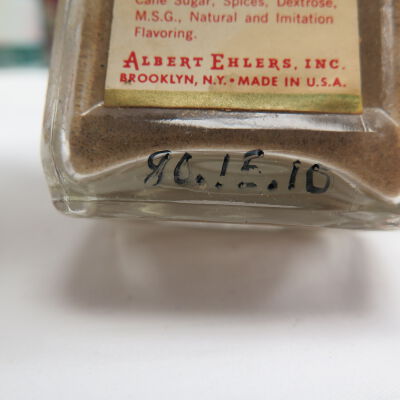 Cane Sugar, Spices, Dextrose,
M.S.G., Natural and Imitation
Flavoring.
ALBERT EHLERS, INC.
BROOKLYN, N.Y. • MADE IN U.S.A.
90.15.10